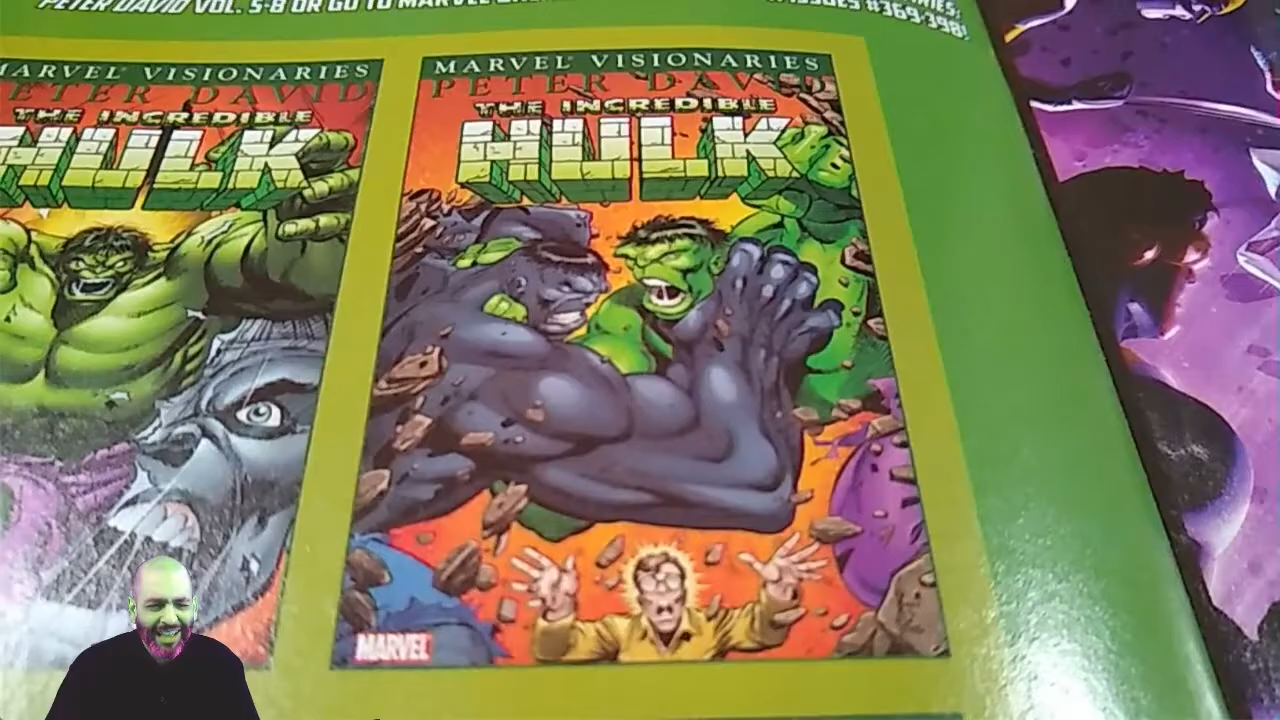 PETER DAVID VOL. 5-8 OR GO TO MARVEL
ISSUES #369-398!
MARVEL VISIONARIES
PETER DAVID
THE INCREDIBLE
HULK
MARVEL VISIONARIES
PETER DAVID
THE INCREDIBLE
HULK
MARVEL